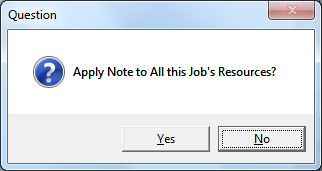 Question
Apply Note to All this Job's Resources?
Yes
No